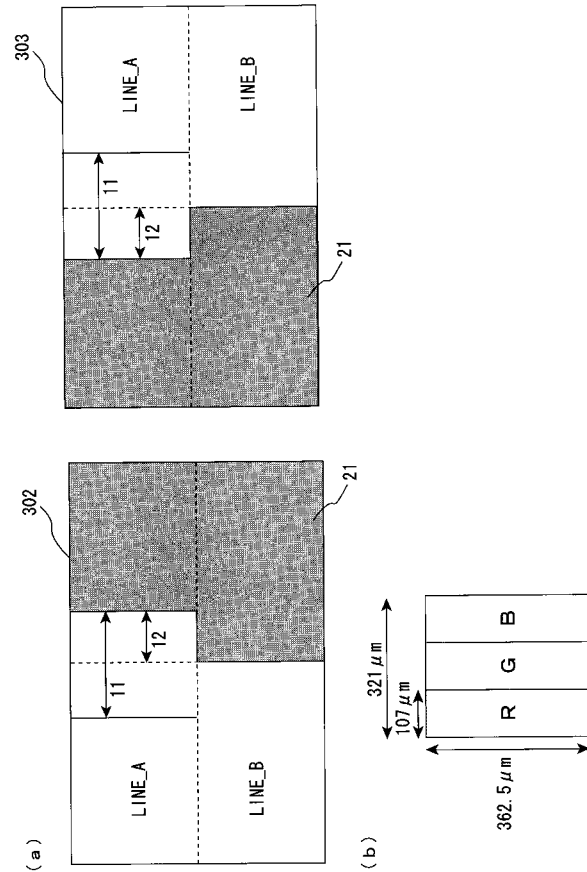 (a)
302
LINE_A
11
12
LINE_B
21
303
LINE_A
11
12
LINE_B
21
(b)
321μm
107μm
R
G
B
362.5μm